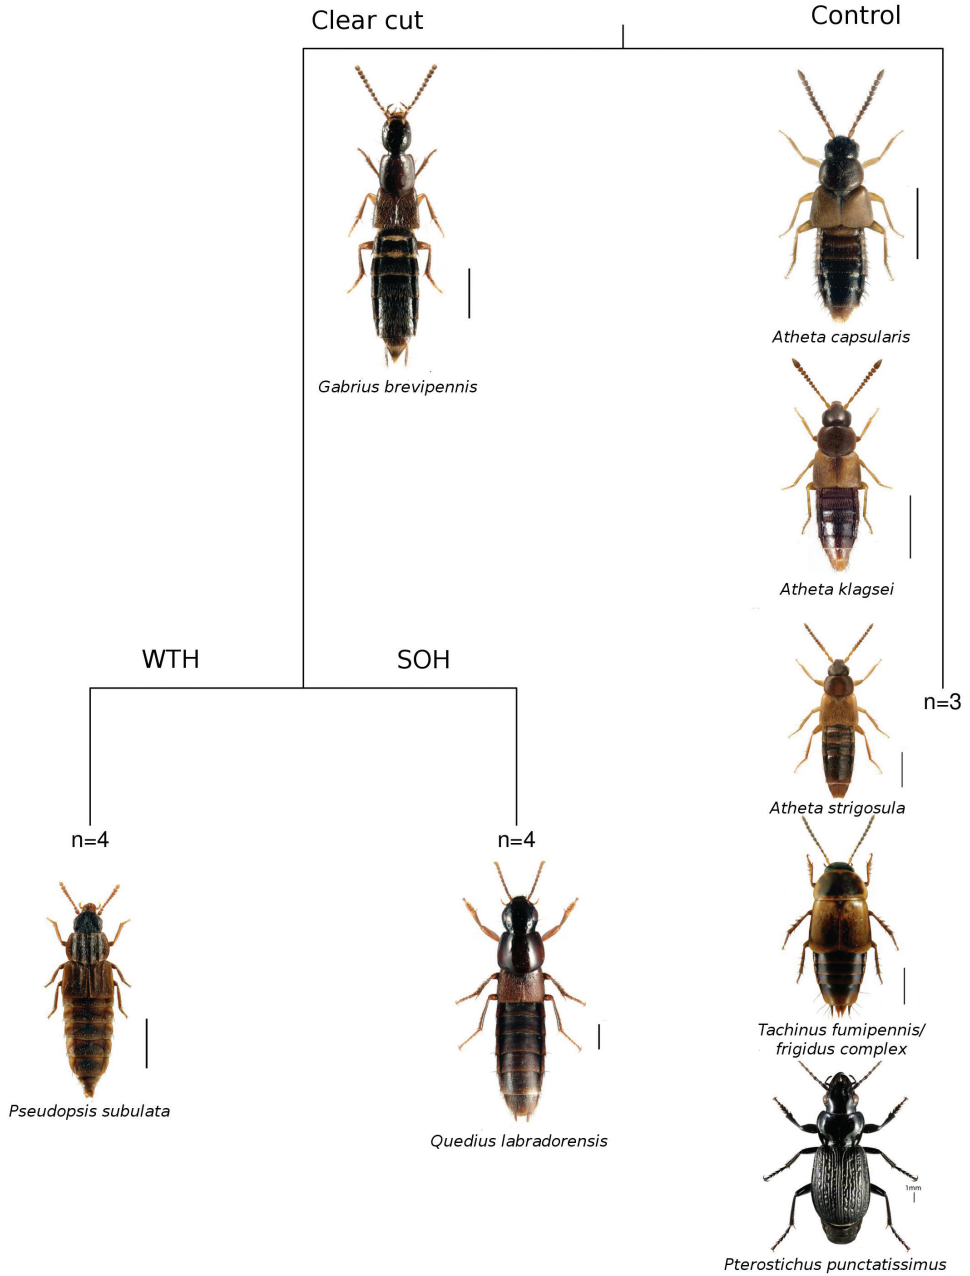 Clear cut
Control
Gabrius brevipennis
Atheta capsularis
Atheta klagsei
WTH
SOH
n=3
Atheta strigosula
n=4
n=4
Tachinus fumipennis/
frigidus complex
Pseudopsis subulata
Quedius labradorensis
1mm
Pterostichus punctatissimus